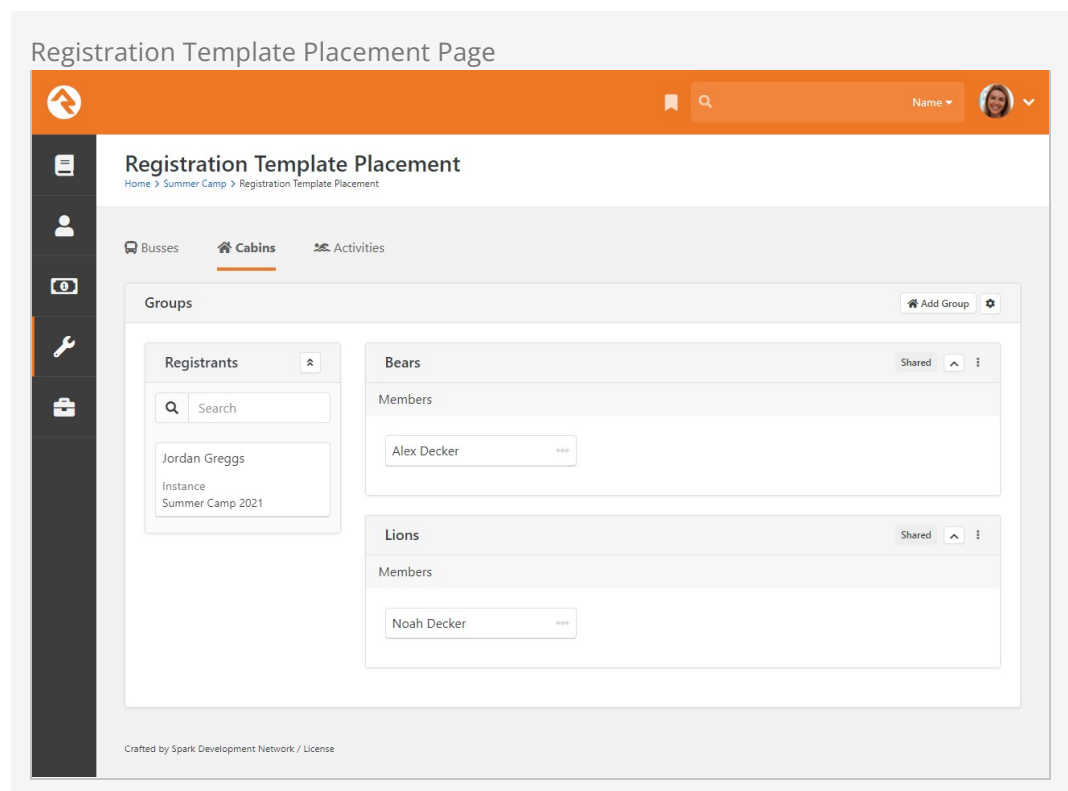 Registration Template Placement Page
Name
Registration Template Placement
Home > Summer Camp > Registration Template Placement
Busses Cabins Activities
Groups Add Group
Registrants
Search
Jordan Greggs
Instance
Summer Camp 2021
Bears Shared
Members
Alex Decker
Lions Shared
Members
Noah Decker
Crafted by Spark Development Network / License